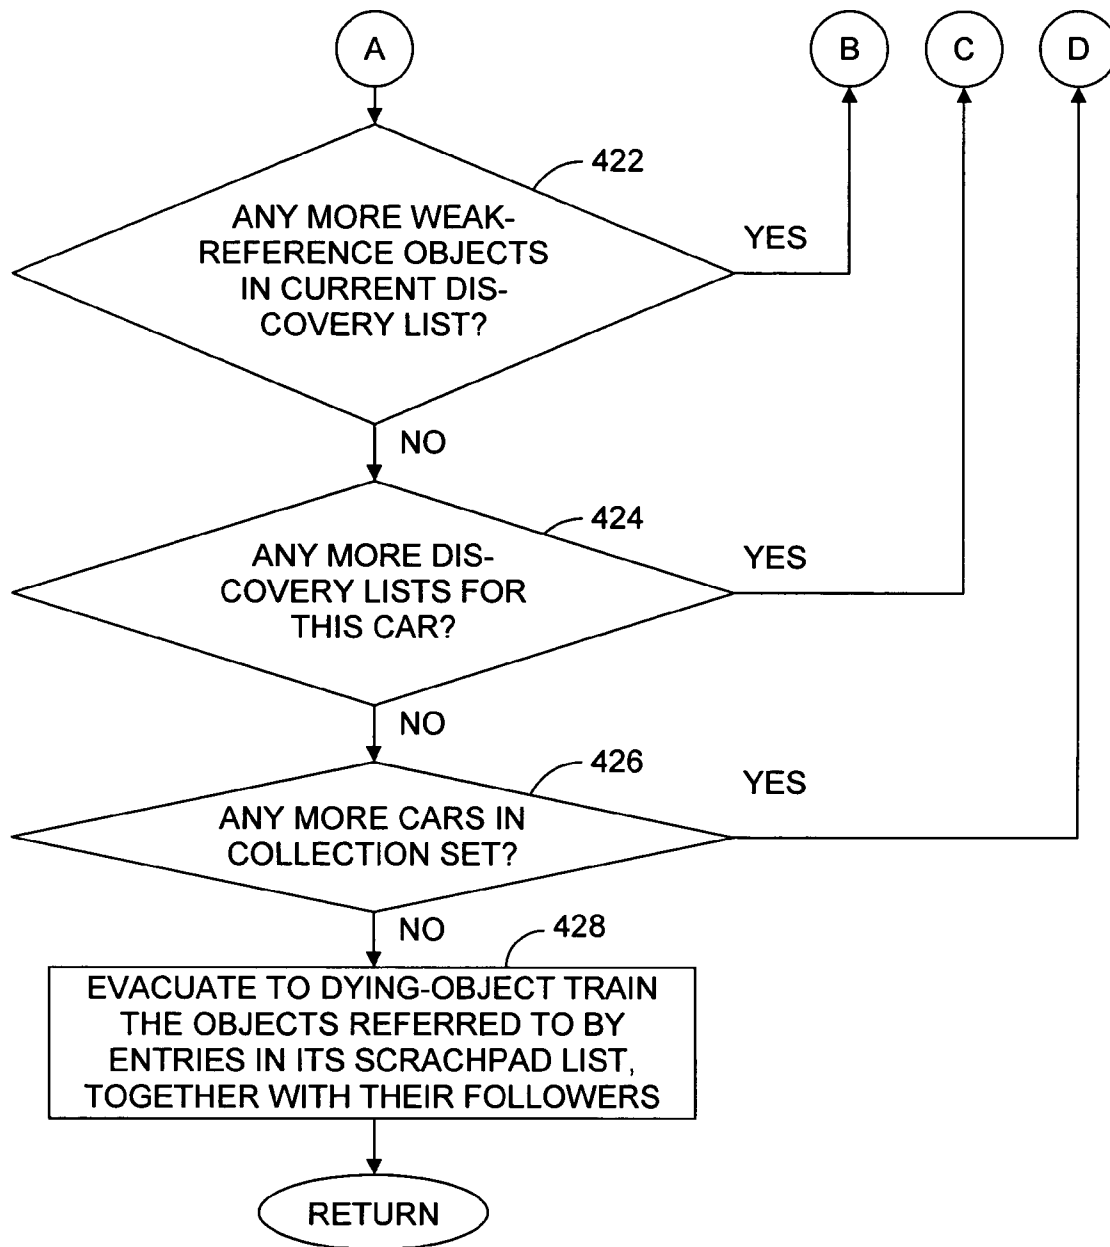 A
B
C
D
422
ANY MORE WEAK-
REFERENCE OBJECTS
IN CURRENT DIS-
COVERY LIST?
YES
NO
424
ANY MORE DIS-
COVERY LISTS FOR
THIS CAR?
YES
NO
426
ANY MORE CARS IN
COLLECTION SET?
YES
NO
428
EVACUATE TO DYING-OBJECT TRAIN
THE OBJECTS REFERRED TO BY
ENTRIES IN ITS SCRACHPAD LIST,
TOGETHER WITH THEIR FOLLOWERS
RETURN